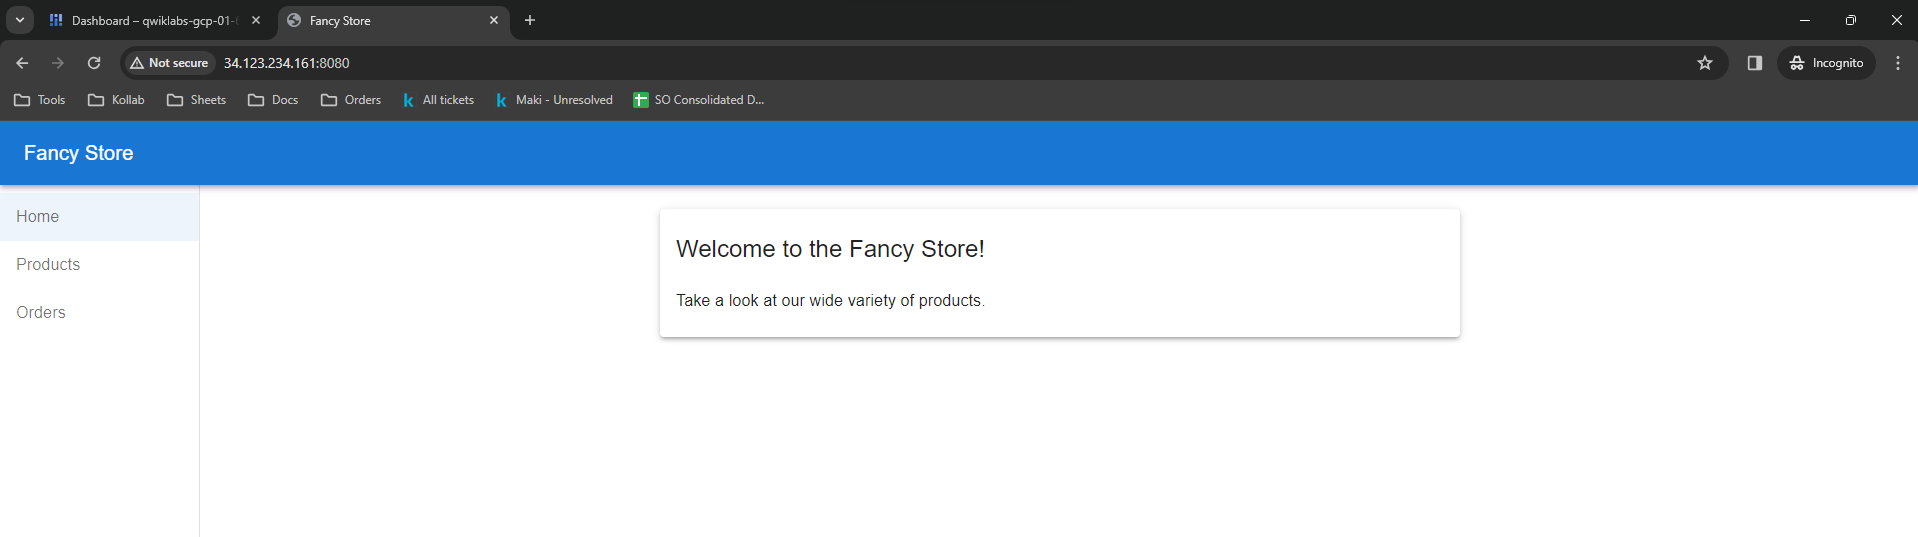 Dashboard – qwiklabs-gcp-01-
Fancy Store
Not secure
34.123.234.161:8080
Incognito
Tools
Kollab
Sheets
Docs
Orders
k All tickets
k Maki - Unresolved
SO Consolidated D...
Fancy Store
Home
Products
Orders
Welcome to the Fancy Store!
Take a look at our wide variety of products.